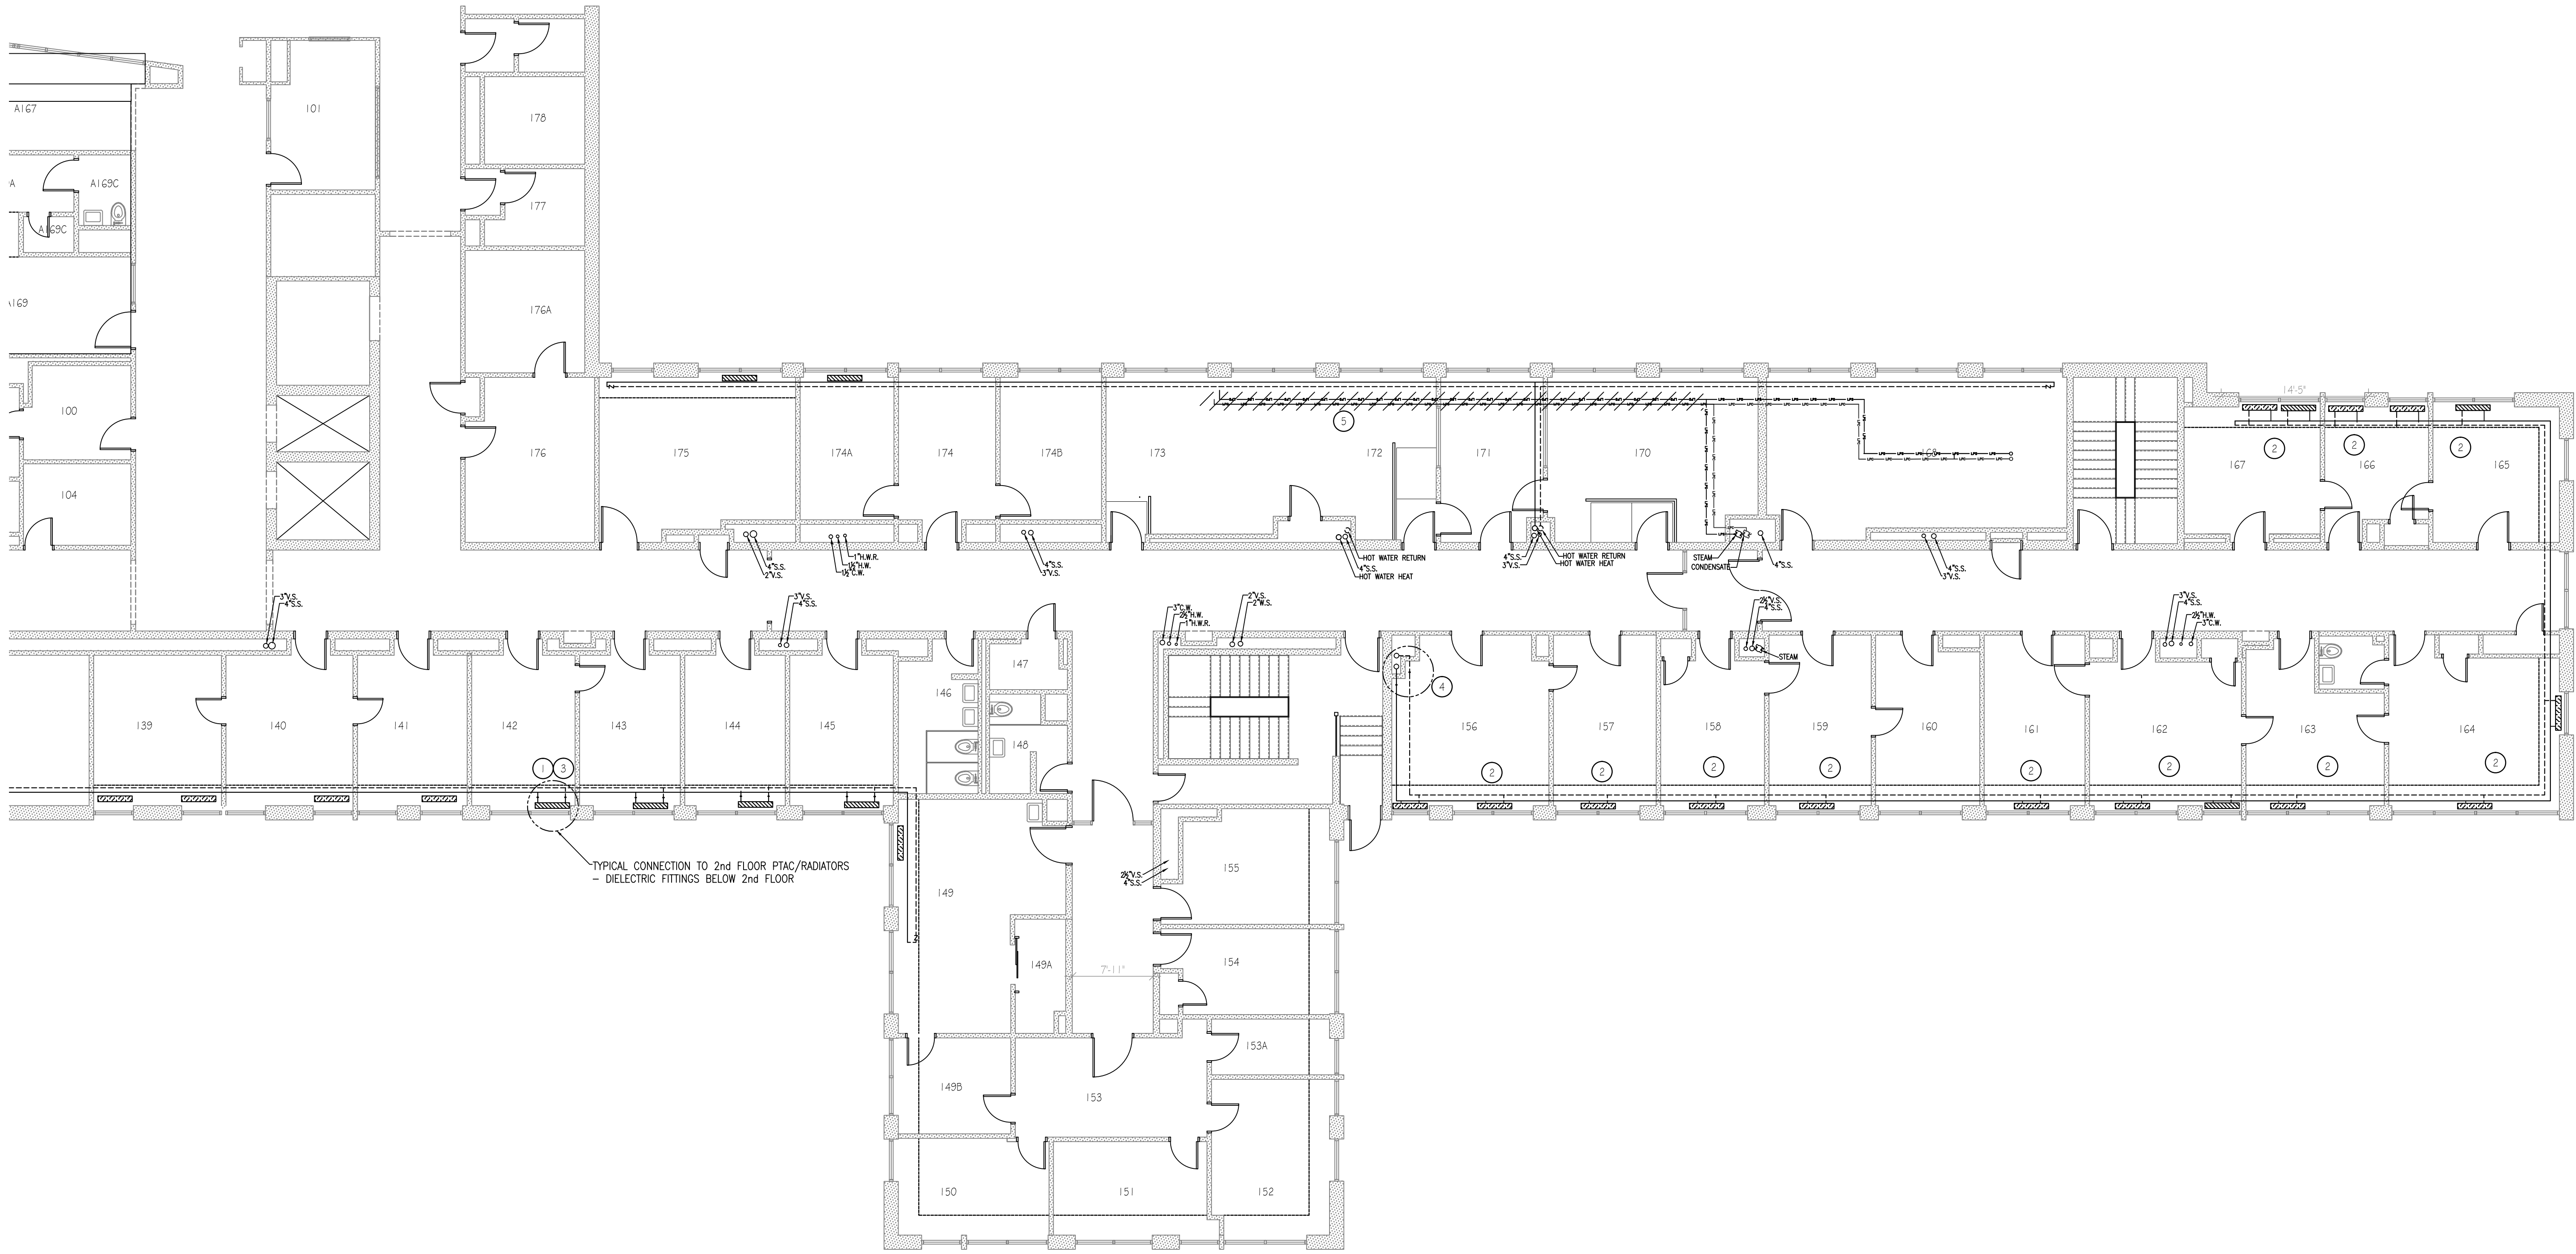 A167
101
178
A
A169C
A169C
177
A169
176A
100
104
14'-5"
176
175
174A
174
174B
173
5
172
171
170
168
167
2
166
2
165
2
4"S.S.
2"V.S.
1"H.W.R.
1½"H.W.
1½"C.W.
4"S.S.
3"V.S.
HOT WATER RETURN
4"S.S.
HOT WATER HEAT
4"S.S.
3"V.S.
HOT WATER RETURN
HOT WATER HEAT
STEAM
CONDENSATE
4"S.S.
4"S.S.
3"V.S.
LPS
LPC
3"V.S.
4"S.S.
3"V.S.
4"S.S.
3"C.W.
2½"H.W.
1"H.W.R.
2"V.S.
2"W.S.
2½"V.S.
4"S.S.
STEAM
3"V.S.
4"S.S.
2½"H.W.
3"C.W.
139
140
141
142
143
144
145
146
147
148
4
156
157
158
159
160
161
162
163
164
1
3
2
2
2
2
2
2
2
2
TYPICAL CONNECTION TO 2nd FLOOR PTAC/RADIATORS
- DIELECTRIC FITTINGS BELOW 2nd FLOOR
2½"V.S.
4"S.S.
155
149
149A
7'-11"
154
153A
149B
153
150
151
152